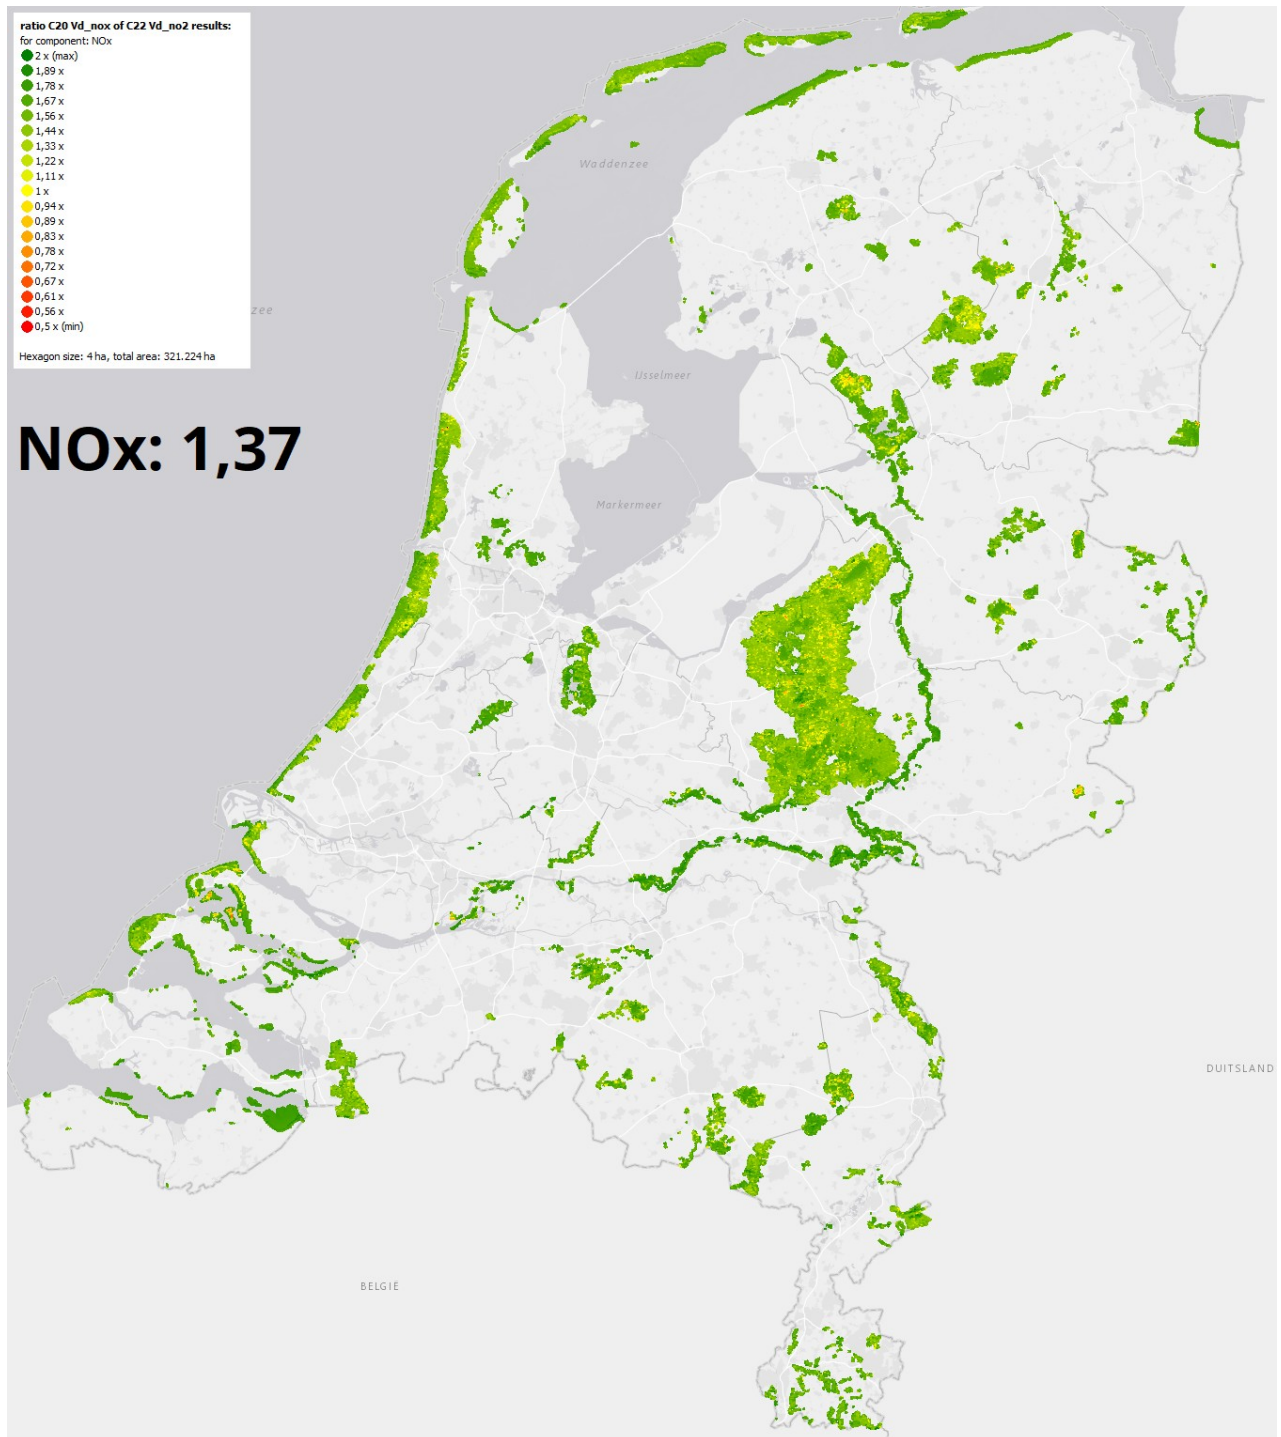 ratio C20 Vd_nox of C22 Vd_no2 results:
for component: NOx
2 x (max)
1,89 x
1,78 x
1,67 x
1,56 x
1,44 x
1,33 x
1,22 x
1,11 x
1 x
0,94 x
0,89 x
0,83 x
0,78 x
0,72 x
0,67 x
0,61 x
0,56 x
0,5 x (min)
Hexagon size: 4 ha, total area: 321.224 ha
Waddenzee
zee
IJsselmeer
NOx: 1,37
Markermeer
DUITSLAND
BELGIË